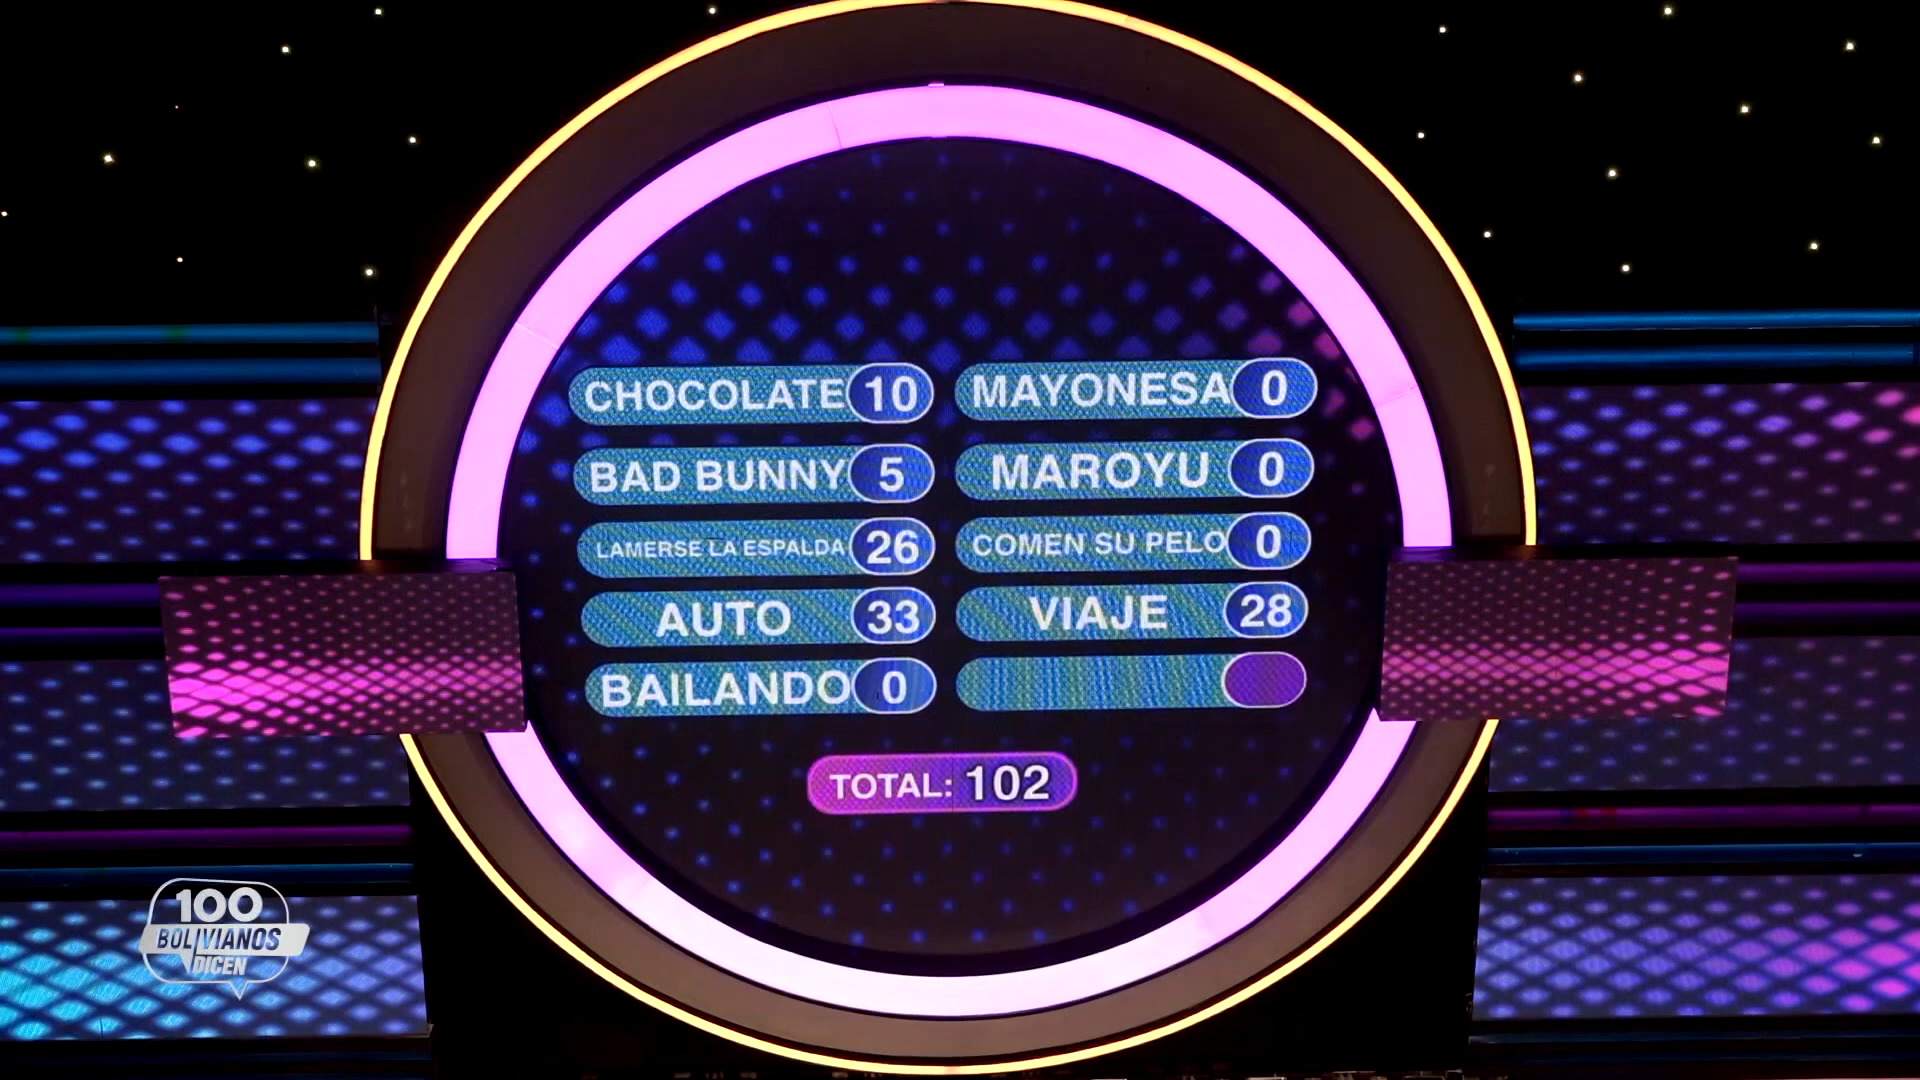 CHOCOLATE 10
BAD BUNNY 5
LAMERSE LA ESPALDA 26
AUTO 33
BAILANDO 0
MAYONESA 0
MAROYU 0
COMEN SU PELO 0
VIAJE 28
TOTAL: 102
100
BOLIVIANOS
DICEN